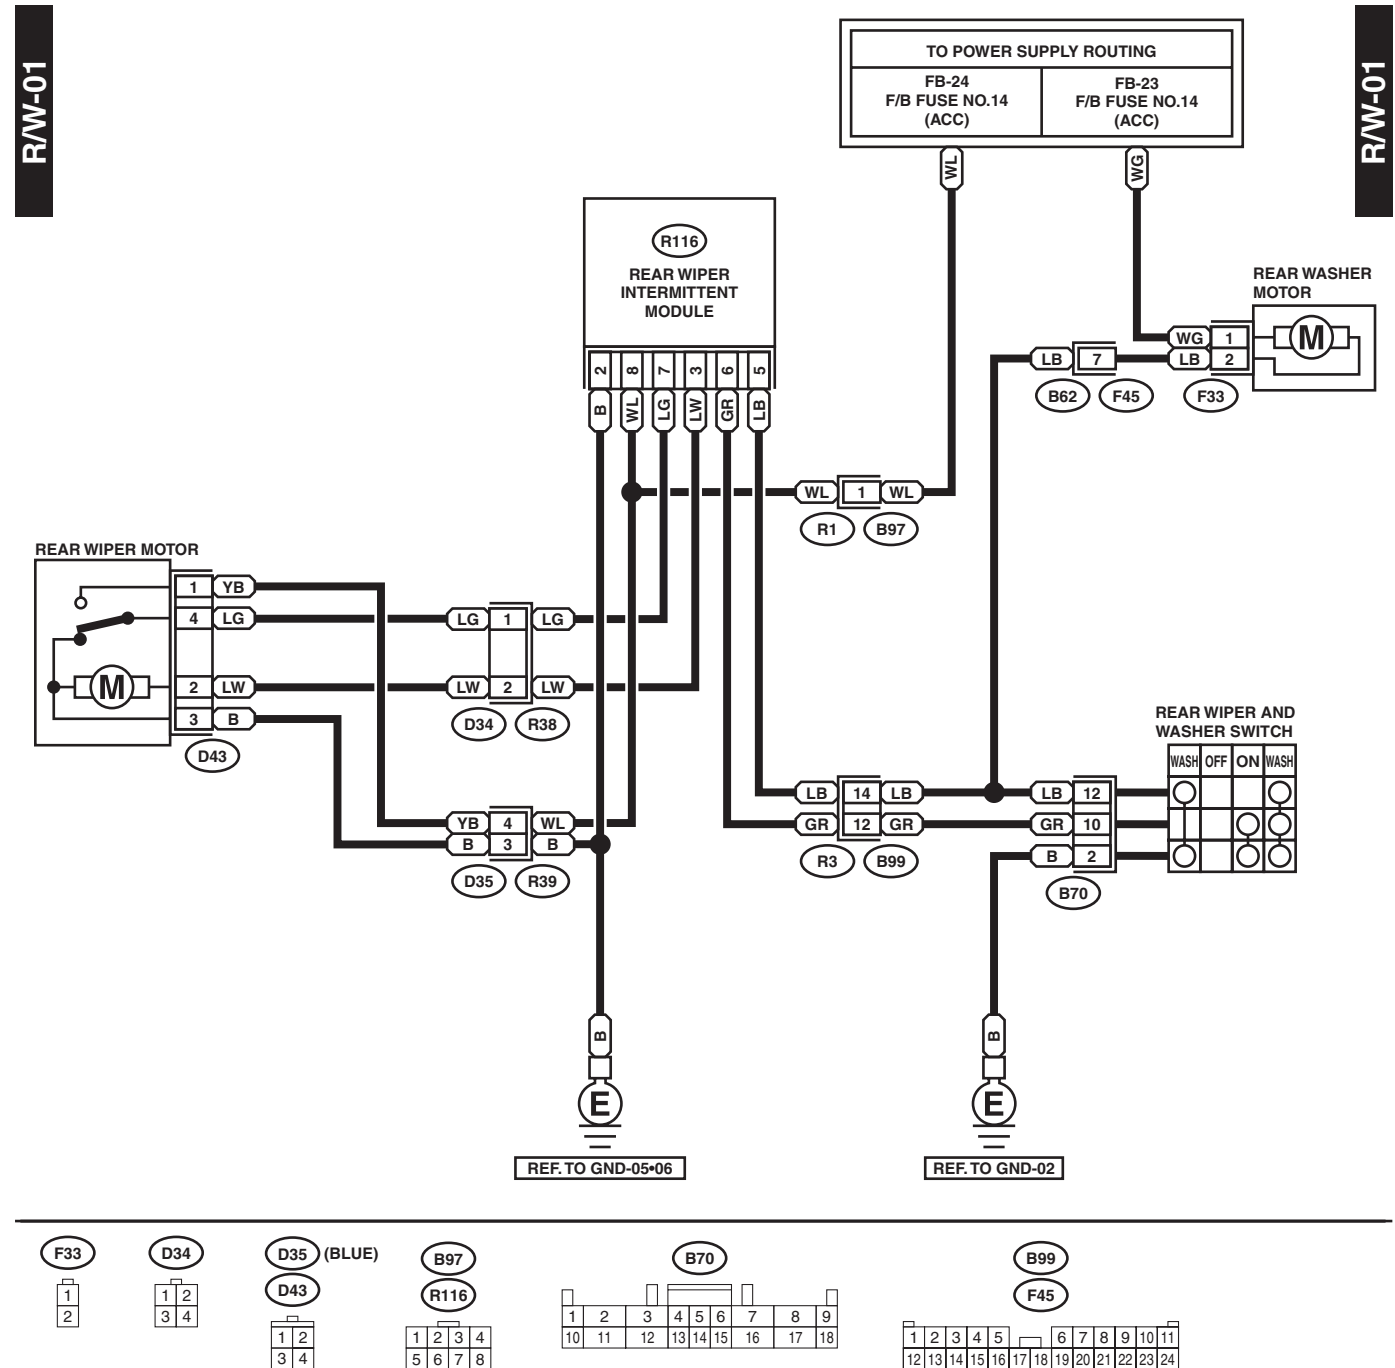 R/W-01
R/W-01
TO POWER SUPPLY ROUTING
FB-24
F/B FUSE NO.14
(ACC)
FB-23
F/B FUSE NO.14
(ACC)
WL
WG
R116
REAR WIPER
INTERMITTENT
MODULE
2 8 7 3 6 5
B WL LG LW GR LB
REAR WASHER
MOTOR
WG 1
LB 2
M
LB 7
B62 F45 F33
WL 1 WL
R1 B97
REAR WIPER MOTOR
1 YB
4 LG
M
2 LW
3 B
D43
LG 1 LG
LW 2 LW
D34 R38
YB 4 WL
B 3 B
D35 R39
LB 14 LB
GR 12 GR
R3 B99
REAR WIPER AND
WASHER SWITCH
WASH OFF ON WASH
LB 12
GR 10
B 2
B70
B
E
REF. TO GND-05•06
B
E
REF. TO GND-02
F33
1
2
D34
1 2
3 4
D35 (BLUE)
D43
1 2
3 4
B97
R116
1 2 3 4
5 6 7 8
B70
1 2 3 4 5 6 7 8 9
10 11 12 13 14 15 16 17 18
B99
F45
1 2 3 4 5 6 7 8 9 10 11
12 13 14 15 16 17 18 19 20 21 22 23 24